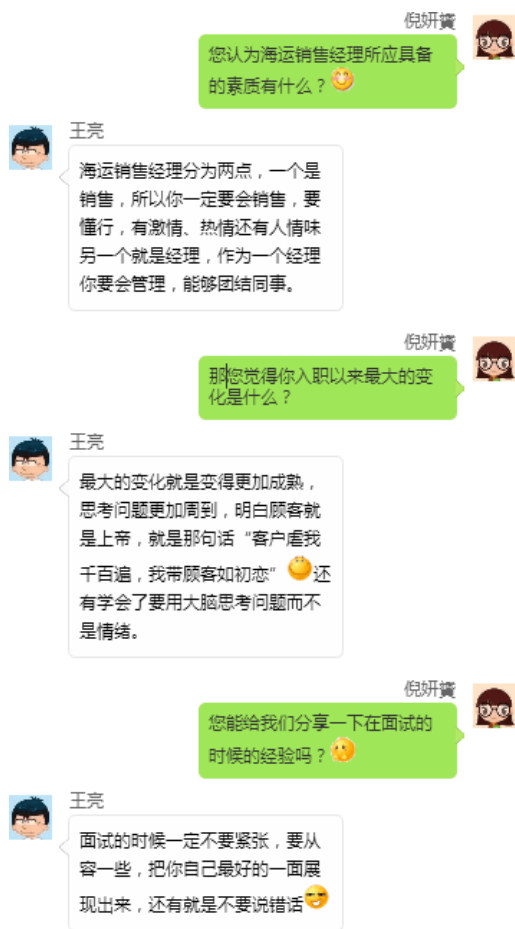 倪妍簧
您认为海运销售经理所应具备
的素质有什么？
王亮
海运销售经理分为两点，一个是
销售，所以你一定要会销售，要
懂行，有激情、热情还有人情味
另一个就是经理，作为一个经理
你要会管理，能够团结同事。
倪妍簧
那您觉得你入职以来最大的变
化是什么？
王亮
最大的变化就是变得更加成熟，
思考问题更加周到，明白顾客就
是上帝，就是那句话“客户虐我
千百遍，我带顾客如初恋”还
有学会了要用大脑思考问题而不
是情绪。
倪妍簧
您能给我们分享一下在面试的
时候的经验吗？
王亮
面试的时候一定不要紧张，要从
容一些，把你自己最好的一面展
现出来，还有就是不要说错话